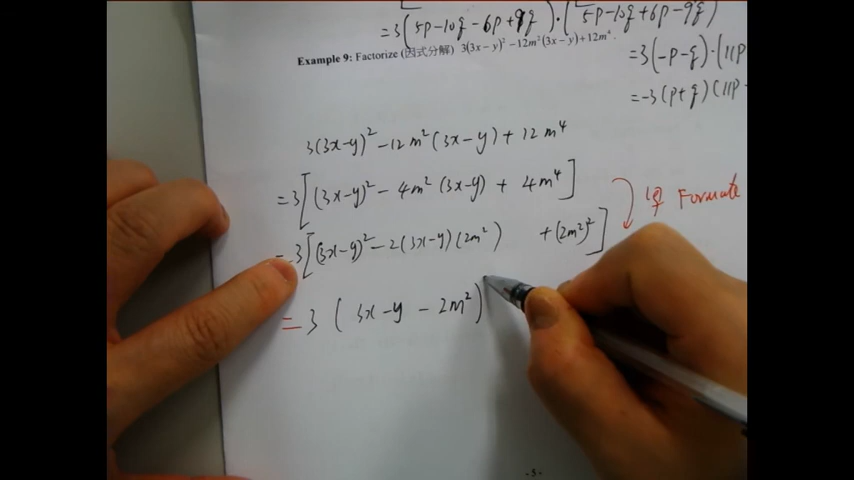 =3(5p-10q-6p+9q)·(5p-10q+6p-9q)
Example 9: Factorize (因式分解) 3(3x-y)²-12m²(3x-y)+12m⁴.
=3(-p-q)·(11p
=-3(p+q)(11p-
3(3x-y)²-12m²(3x-y)+12m⁴
=3[(3x-y)²-4m²(3x-y)+4m⁴]
=3[(3x-y)²-2(3x-y)(2m²) +(2m²)²]
=3(3x-y-2m²)
-5-